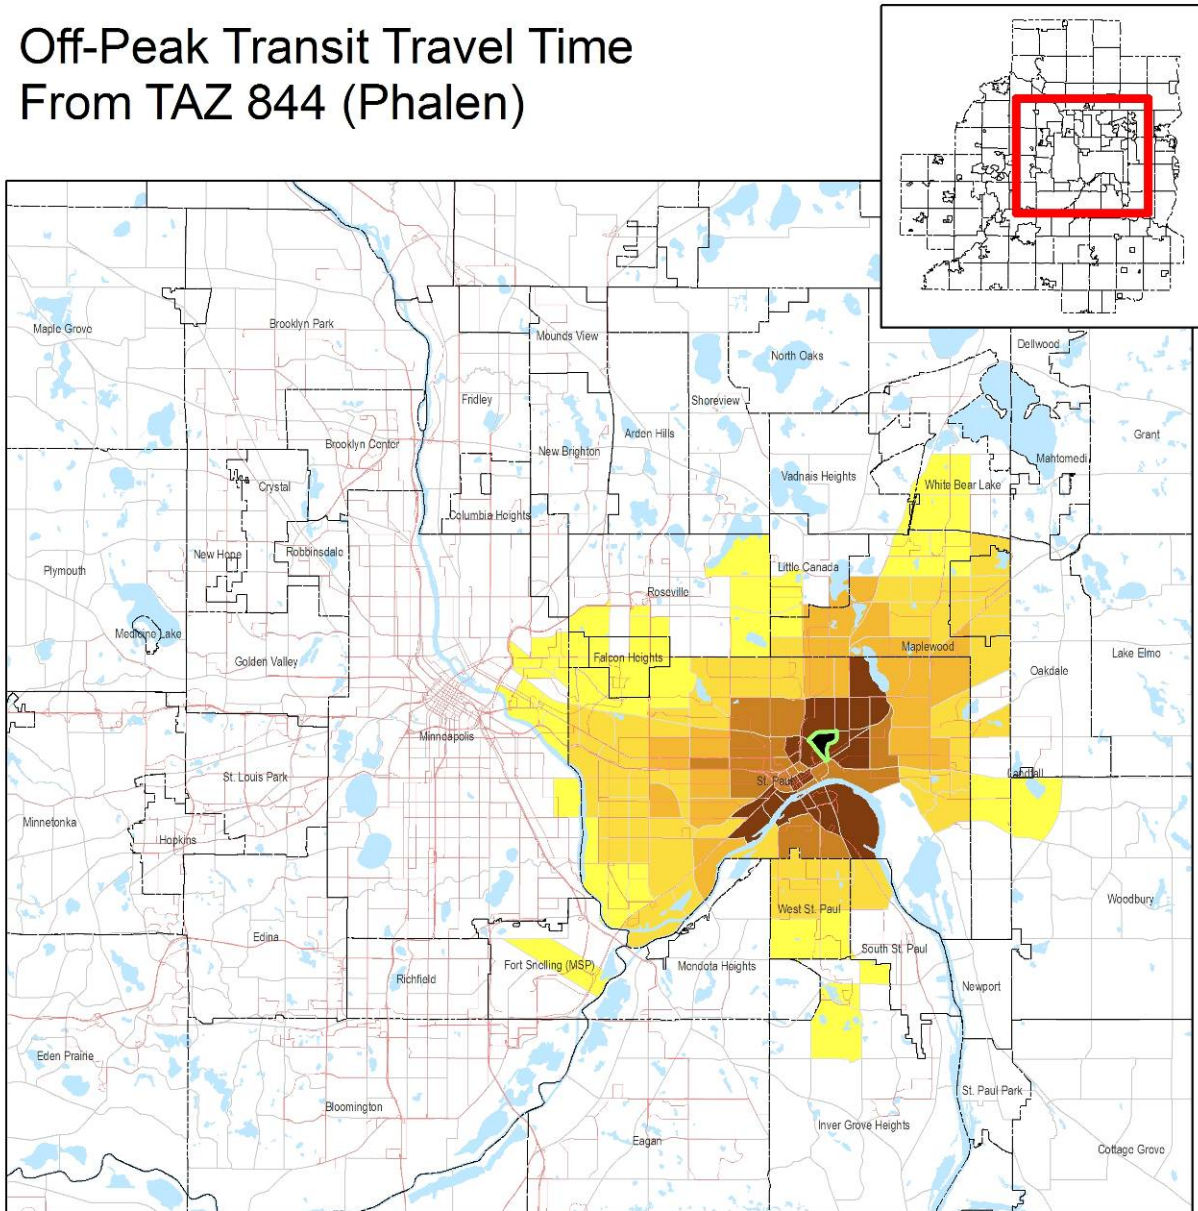 Off-Peak Transit Travel Time
From TAZ 844 (Phalen)
Dellwood
Maple Grove
Brooklyn Park
Mounds View
North Oaks
Fridley
Shoreview
Arden Hills
Grant
Brooklyn Center
New Brighton
Mahtomedi
Vadnais Heights
White Bear Lake
Crystal
Columbia Heights
New Hope
Robbinsdale
Plymouth
Little Canada
Roseville
Medicine Lake
Golden Valley
Falcon Heights
Maplewood
Lake Elmo
Oakdale
Minneapolis
St. Louis Park
St. Paul
Landfall
Minnetonka
Hopkins
Woodbury
West St. Paul
Edina
South St. Paul
Fort Snelling (MSP)
Mendota Heights
Richfield
Newport
Eden Prairie
St. Paul Park
Bloomington
Inver Grove Heights
Eagan
Cottage Grove